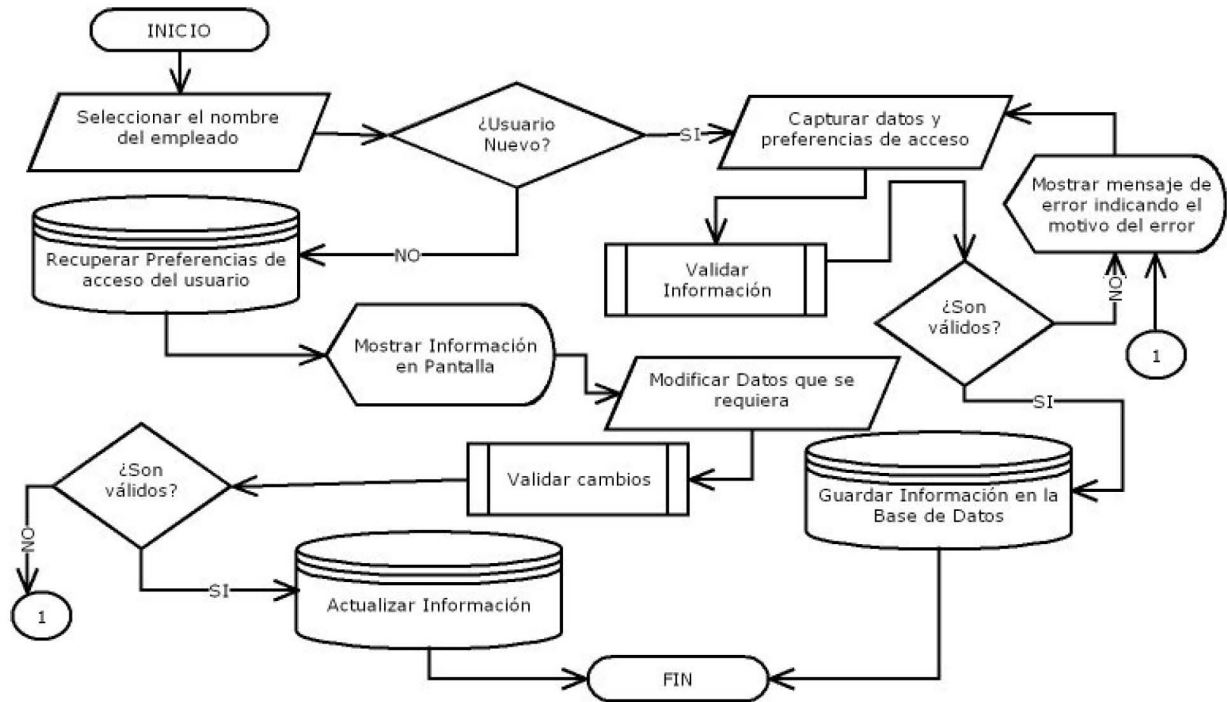 INICIO
Seleccionar el nombre
del empleado
¿Usuario
Nuevo?
SI
Capturar datos y
preferencias de acceso
Mostrar mensaje de
error indicando el
motivo del error
Recuperar Preferencias de
acceso del usuario
NO
Validar
Información
¿Son
válidos?
NO
1
SI
Mostrar Información
en Pantalla
Modificar Datos que se
requiera
¿Son
válidos?
Validar cambios
Guardar Información en la
Base de Datos
NO
1
SI
Actualizar Información
FIN